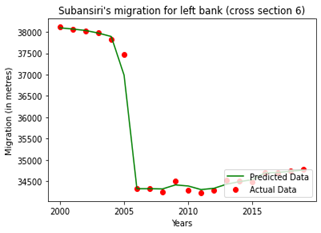 Subansiri's migration for left bank (cross section 6)
Migration (in metres)
38000
37500
37000
36500
36000
35500
35000
34500
Predicted Data
Actual Data
2000
2005
2010
2015
Years